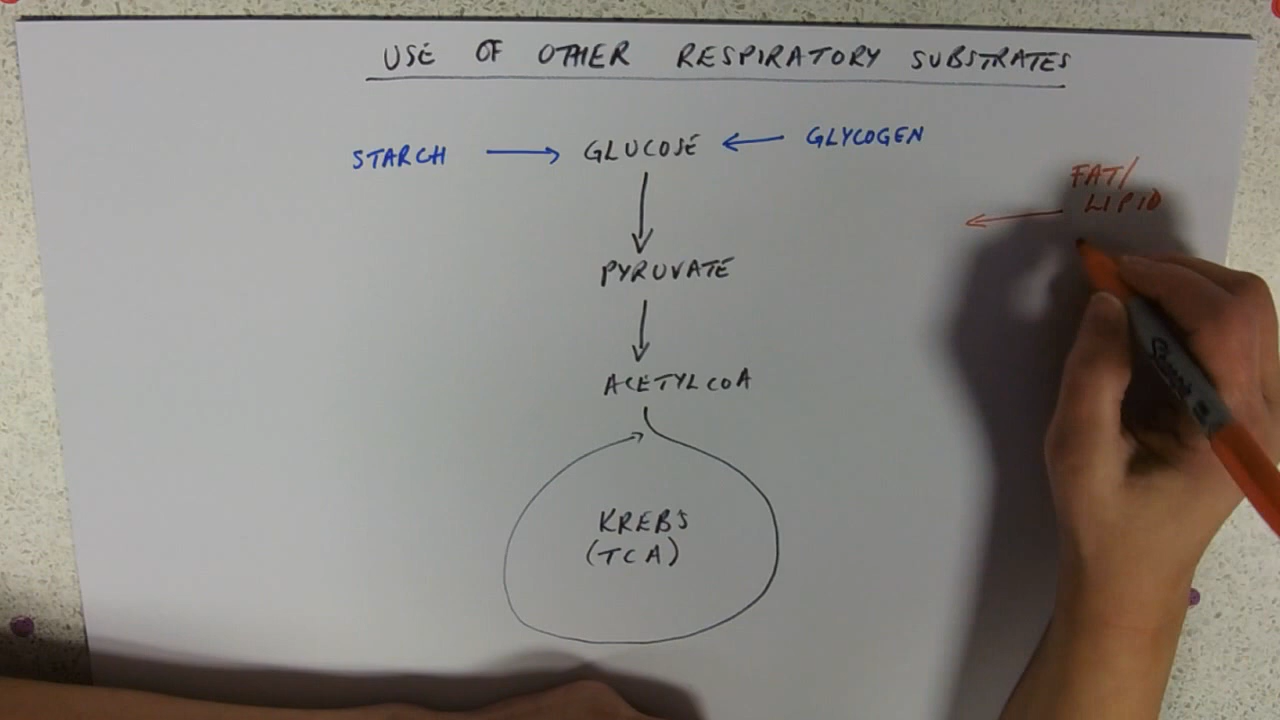 USE OF OTHER RESPIRATORY SUBSTRATES
STARCH → GLUCOSE ← GLYCOGEN
FAT/
LIPID
PYRUVATE
ACETYL COA
KREBS
(TCA)